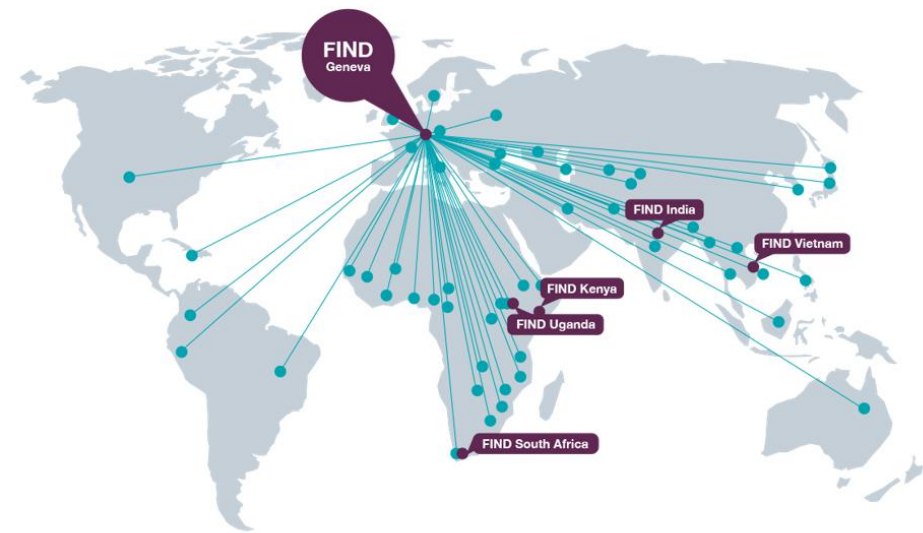 FIND
Geneva
FIND India
FIND Vietnam
FIND Kenya
FIND Uganda
FIND South Africa